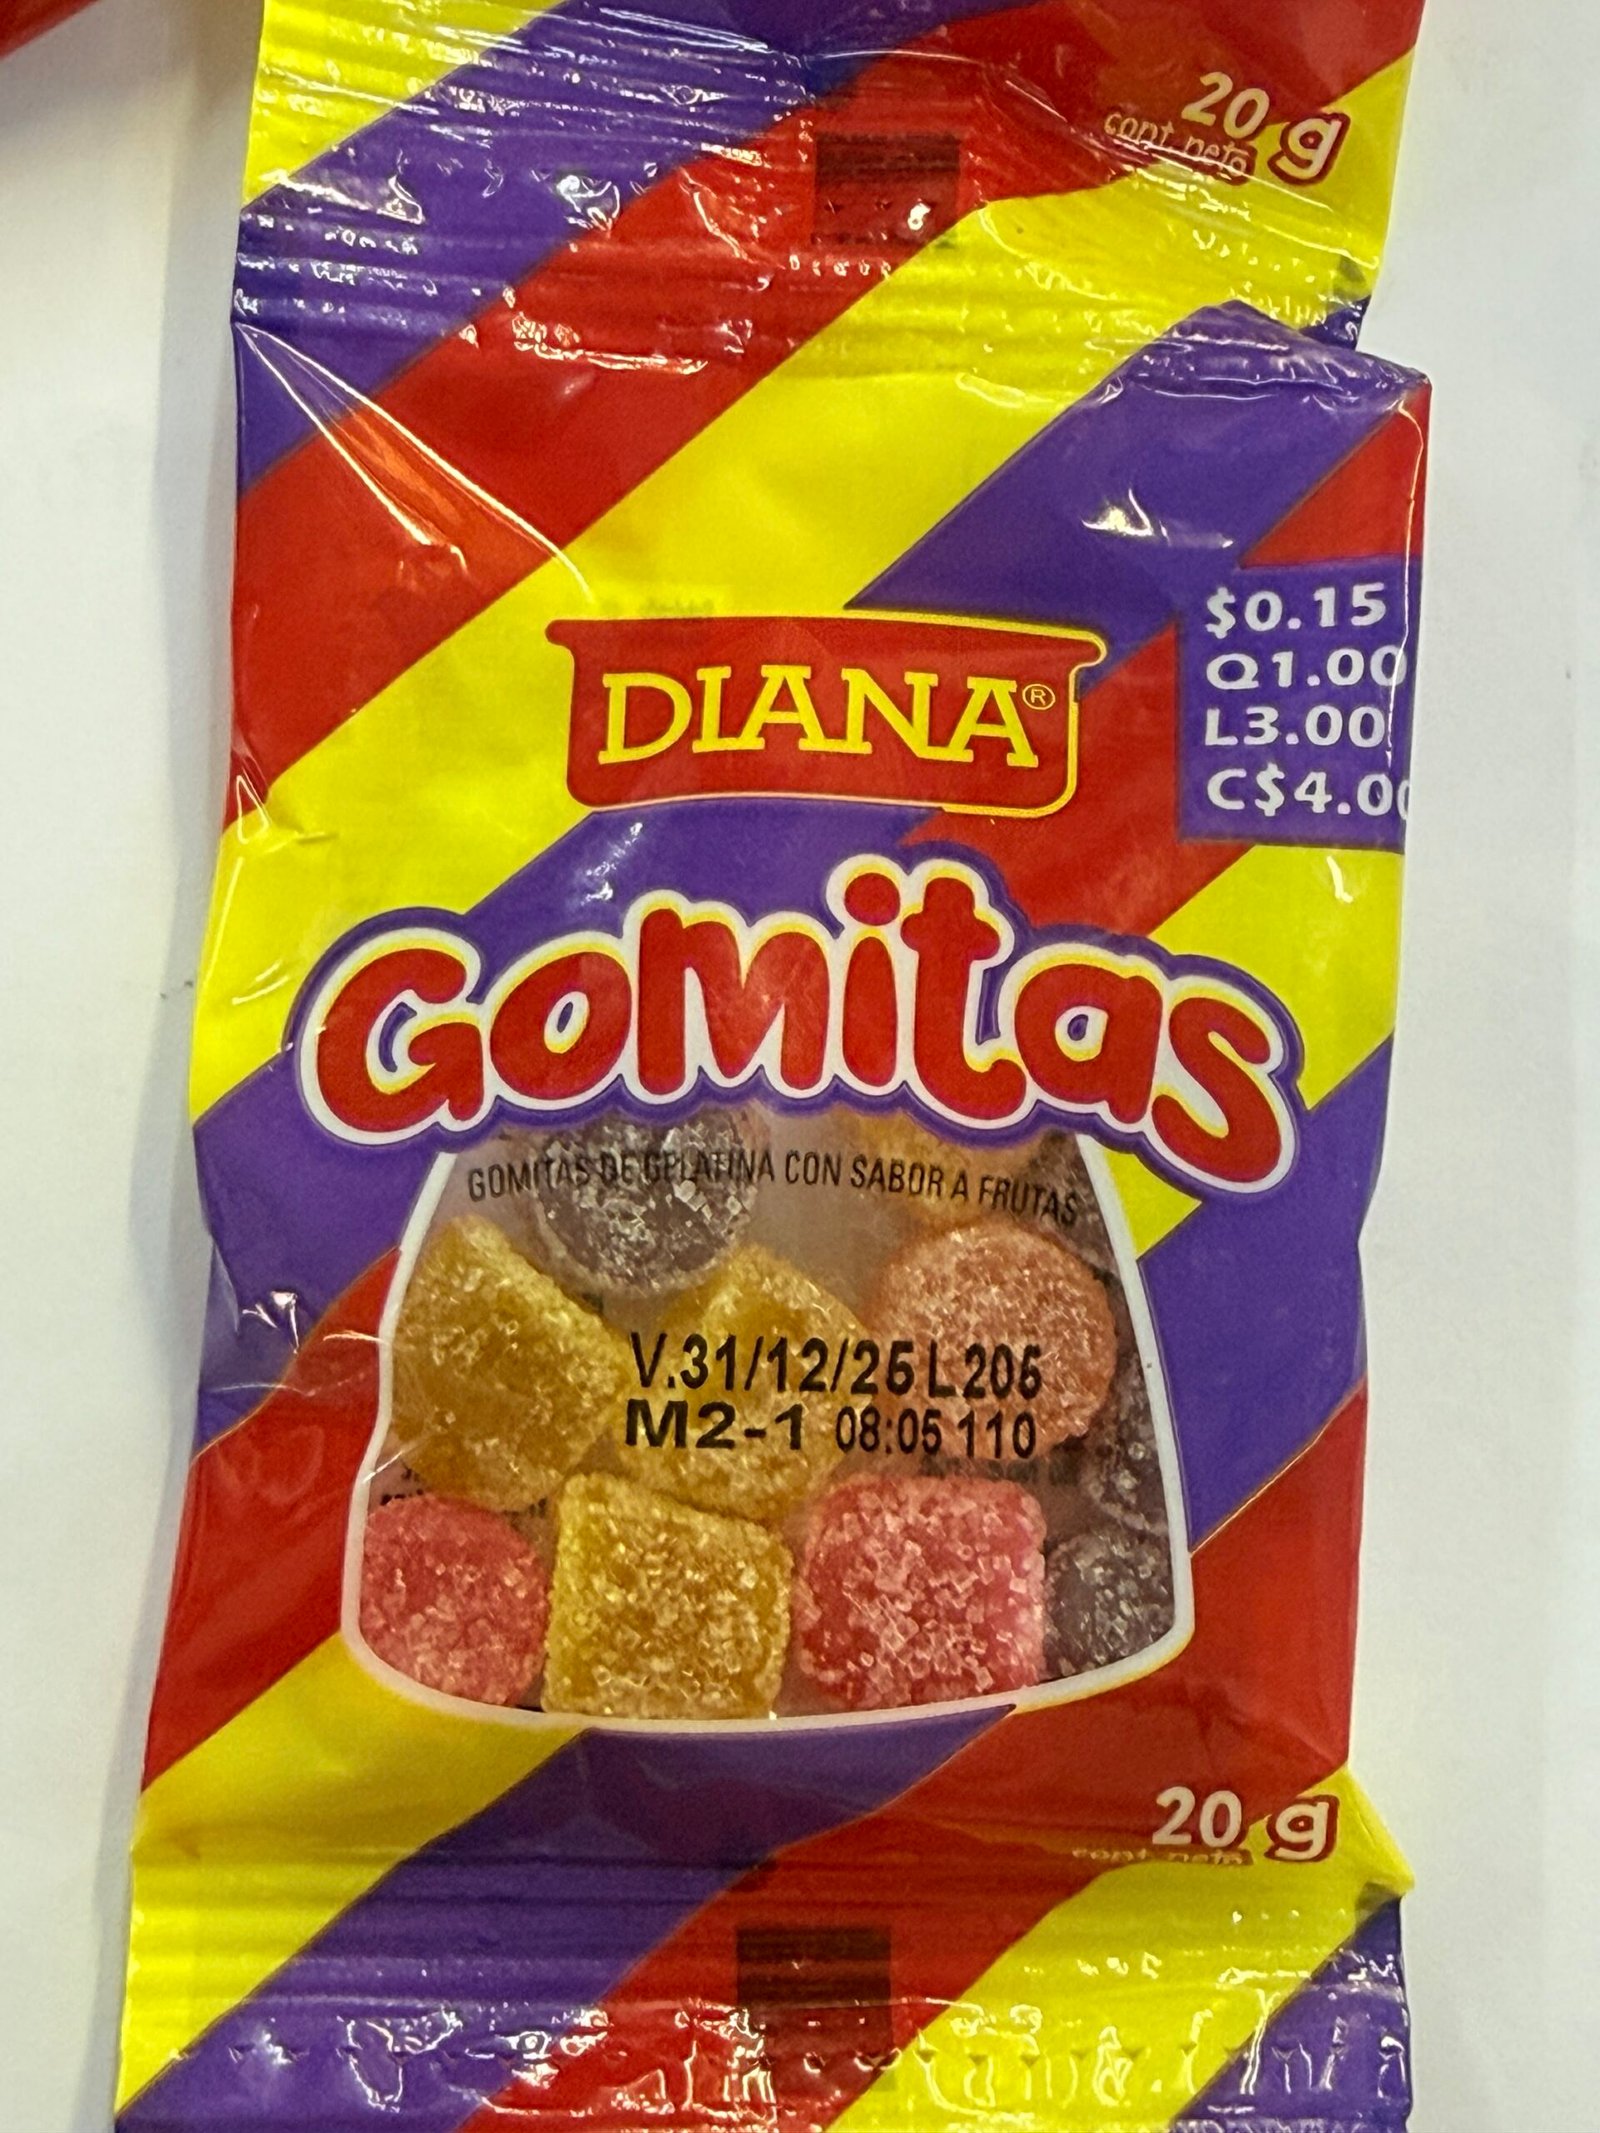 20 g
cont. neto
DIANA®
$0.15
Q1.00
L3.00
C$4.00
Gomitas
GOMITAS DE GELATINA CON SABOR A FRUTAS
V.31/12/25 L205
M2-1 08:05 110
20 g
cont. neto